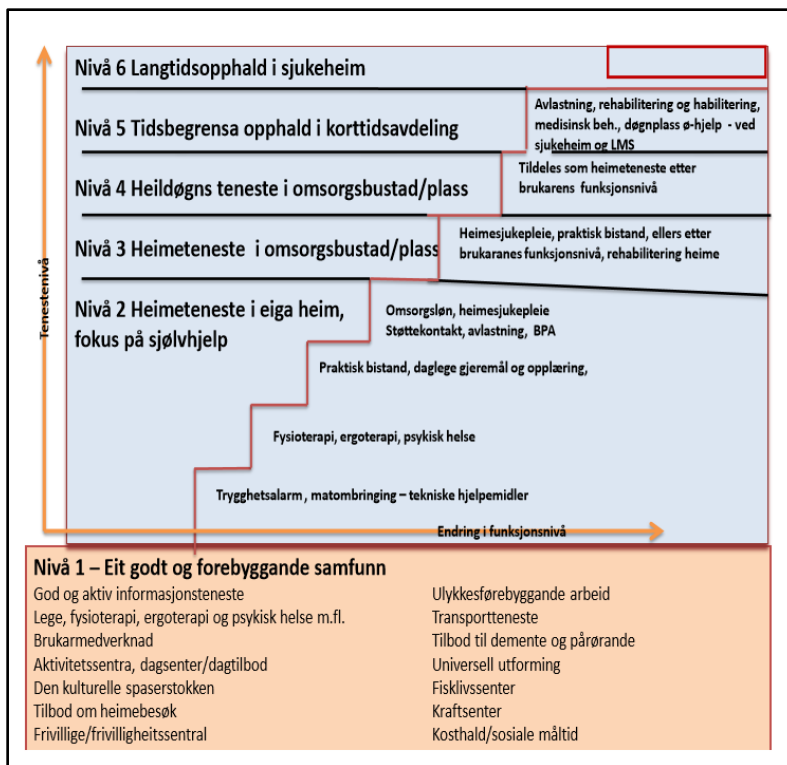 Nivå 6 Langtidsopphald i sjukeheim
Nivå 5 Tidsbegrensa opphald i korttidsavdeling
Avlastning, rehabilitering og habilitering,
medisinsk beh., døgnplass ø-hjelp - ved
sjukeheim og LMS
Nivå 4 Heildøgns teneste i omsorgsbustad/plass
Tildeles som heimeteneste etter
brukarens funksjonsnivå
Nivå 3 Heimeteneste i omsorgsbustad/plass
Heimesjukepleie, praktisk bistand, ellers etter
brukaranes funksjonsnivå, rehabilitering heime
Nivå 2 Heimeteneste i eiga heim,
fokus på sjølvhjelp
Omsorgsløn, heimesjukepleie
Støttekontakt, avlastning, BPA
Praktisk bistand, daglege gjeremål og opplæring,
Fysioterapi, ergoterapi, psykisk helse
Trygghetsalarm , matombringing – tekniske hjelpemidler
Tenestenivå
Endring i funksjonsnivå
Nivå 1 – Eit godt og forebyggande samfunn
God og aktiv informasjonsteneste
Lege, fysioterapi, ergoterapi og psykisk helse m.fl.
Brukarmedverknad
Aktivitetssentra, dagsenter/dagtilbod
Den kulturelle spaserstokken
Tilbod om heimebesøk
Frivillige/frivillighetssentral
Ulykkesførebyggande arbeid
Transportteneste
Tilbod til demente og pårørande
Universell utforming
Fisklivssenter
Kraftsenter
Kosthald/sosiale måltid